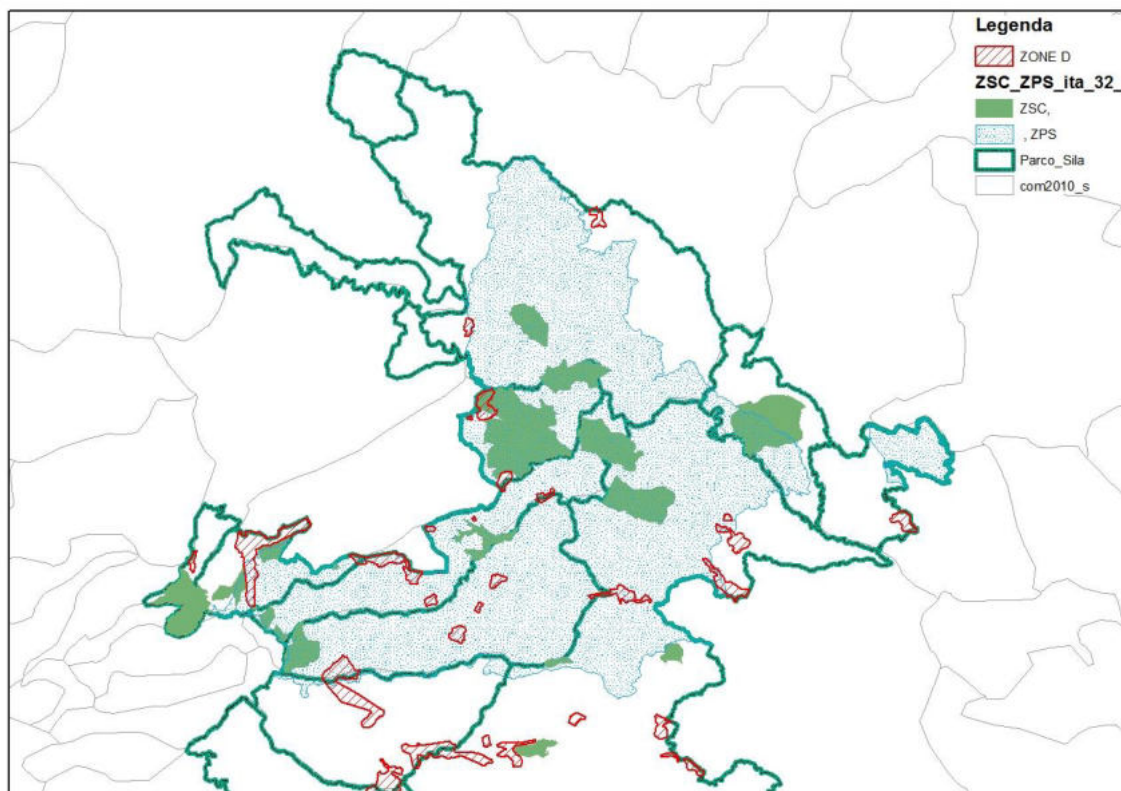 Legenda
ZONE D
ZSC_ZPS_ita_32_
ZSC,
, ZPS
Parco_Sila
com2010_s